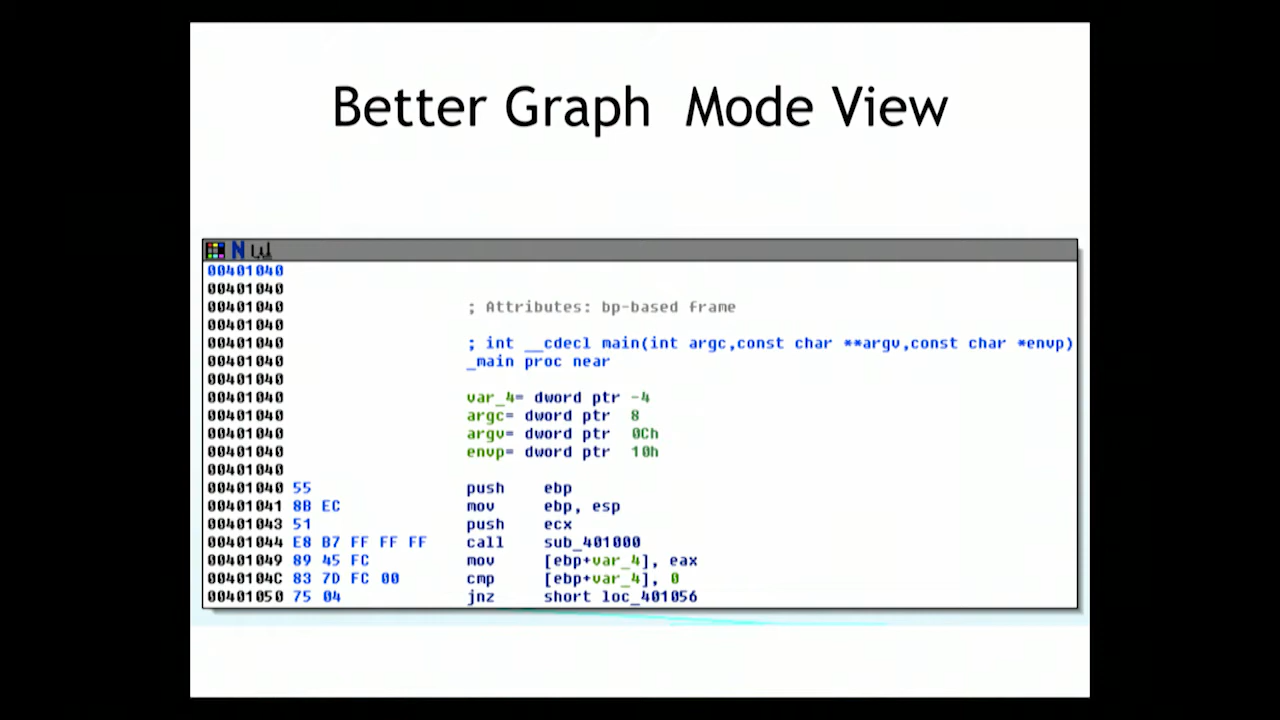 Better Graph Mode View
N
00401040
00401040
00401040 ; Attributes: bp-based frame
00401040
00401040 ; int __cdecl main(int argc,const char **argv,const char *envp)
00401040 _main proc near
00401040
00401040 var_4= dword ptr -4
00401040 argc= dword ptr 8
00401040 argv= dword ptr 0Ch
00401040 envp= dword ptr 10h
00401040
00401040 55 push ebp
00401041 8B EC mov ebp, esp
00401043 51 push ecx
00401044 E8 B7 FF FF FF call sub_401000
00401049 89 45 FC mov [ebp+var_4], eax
0040104C 83 7D FC 00 cmp [ebp+var_4], 0
00401050 75 04 jnz short loc_401056